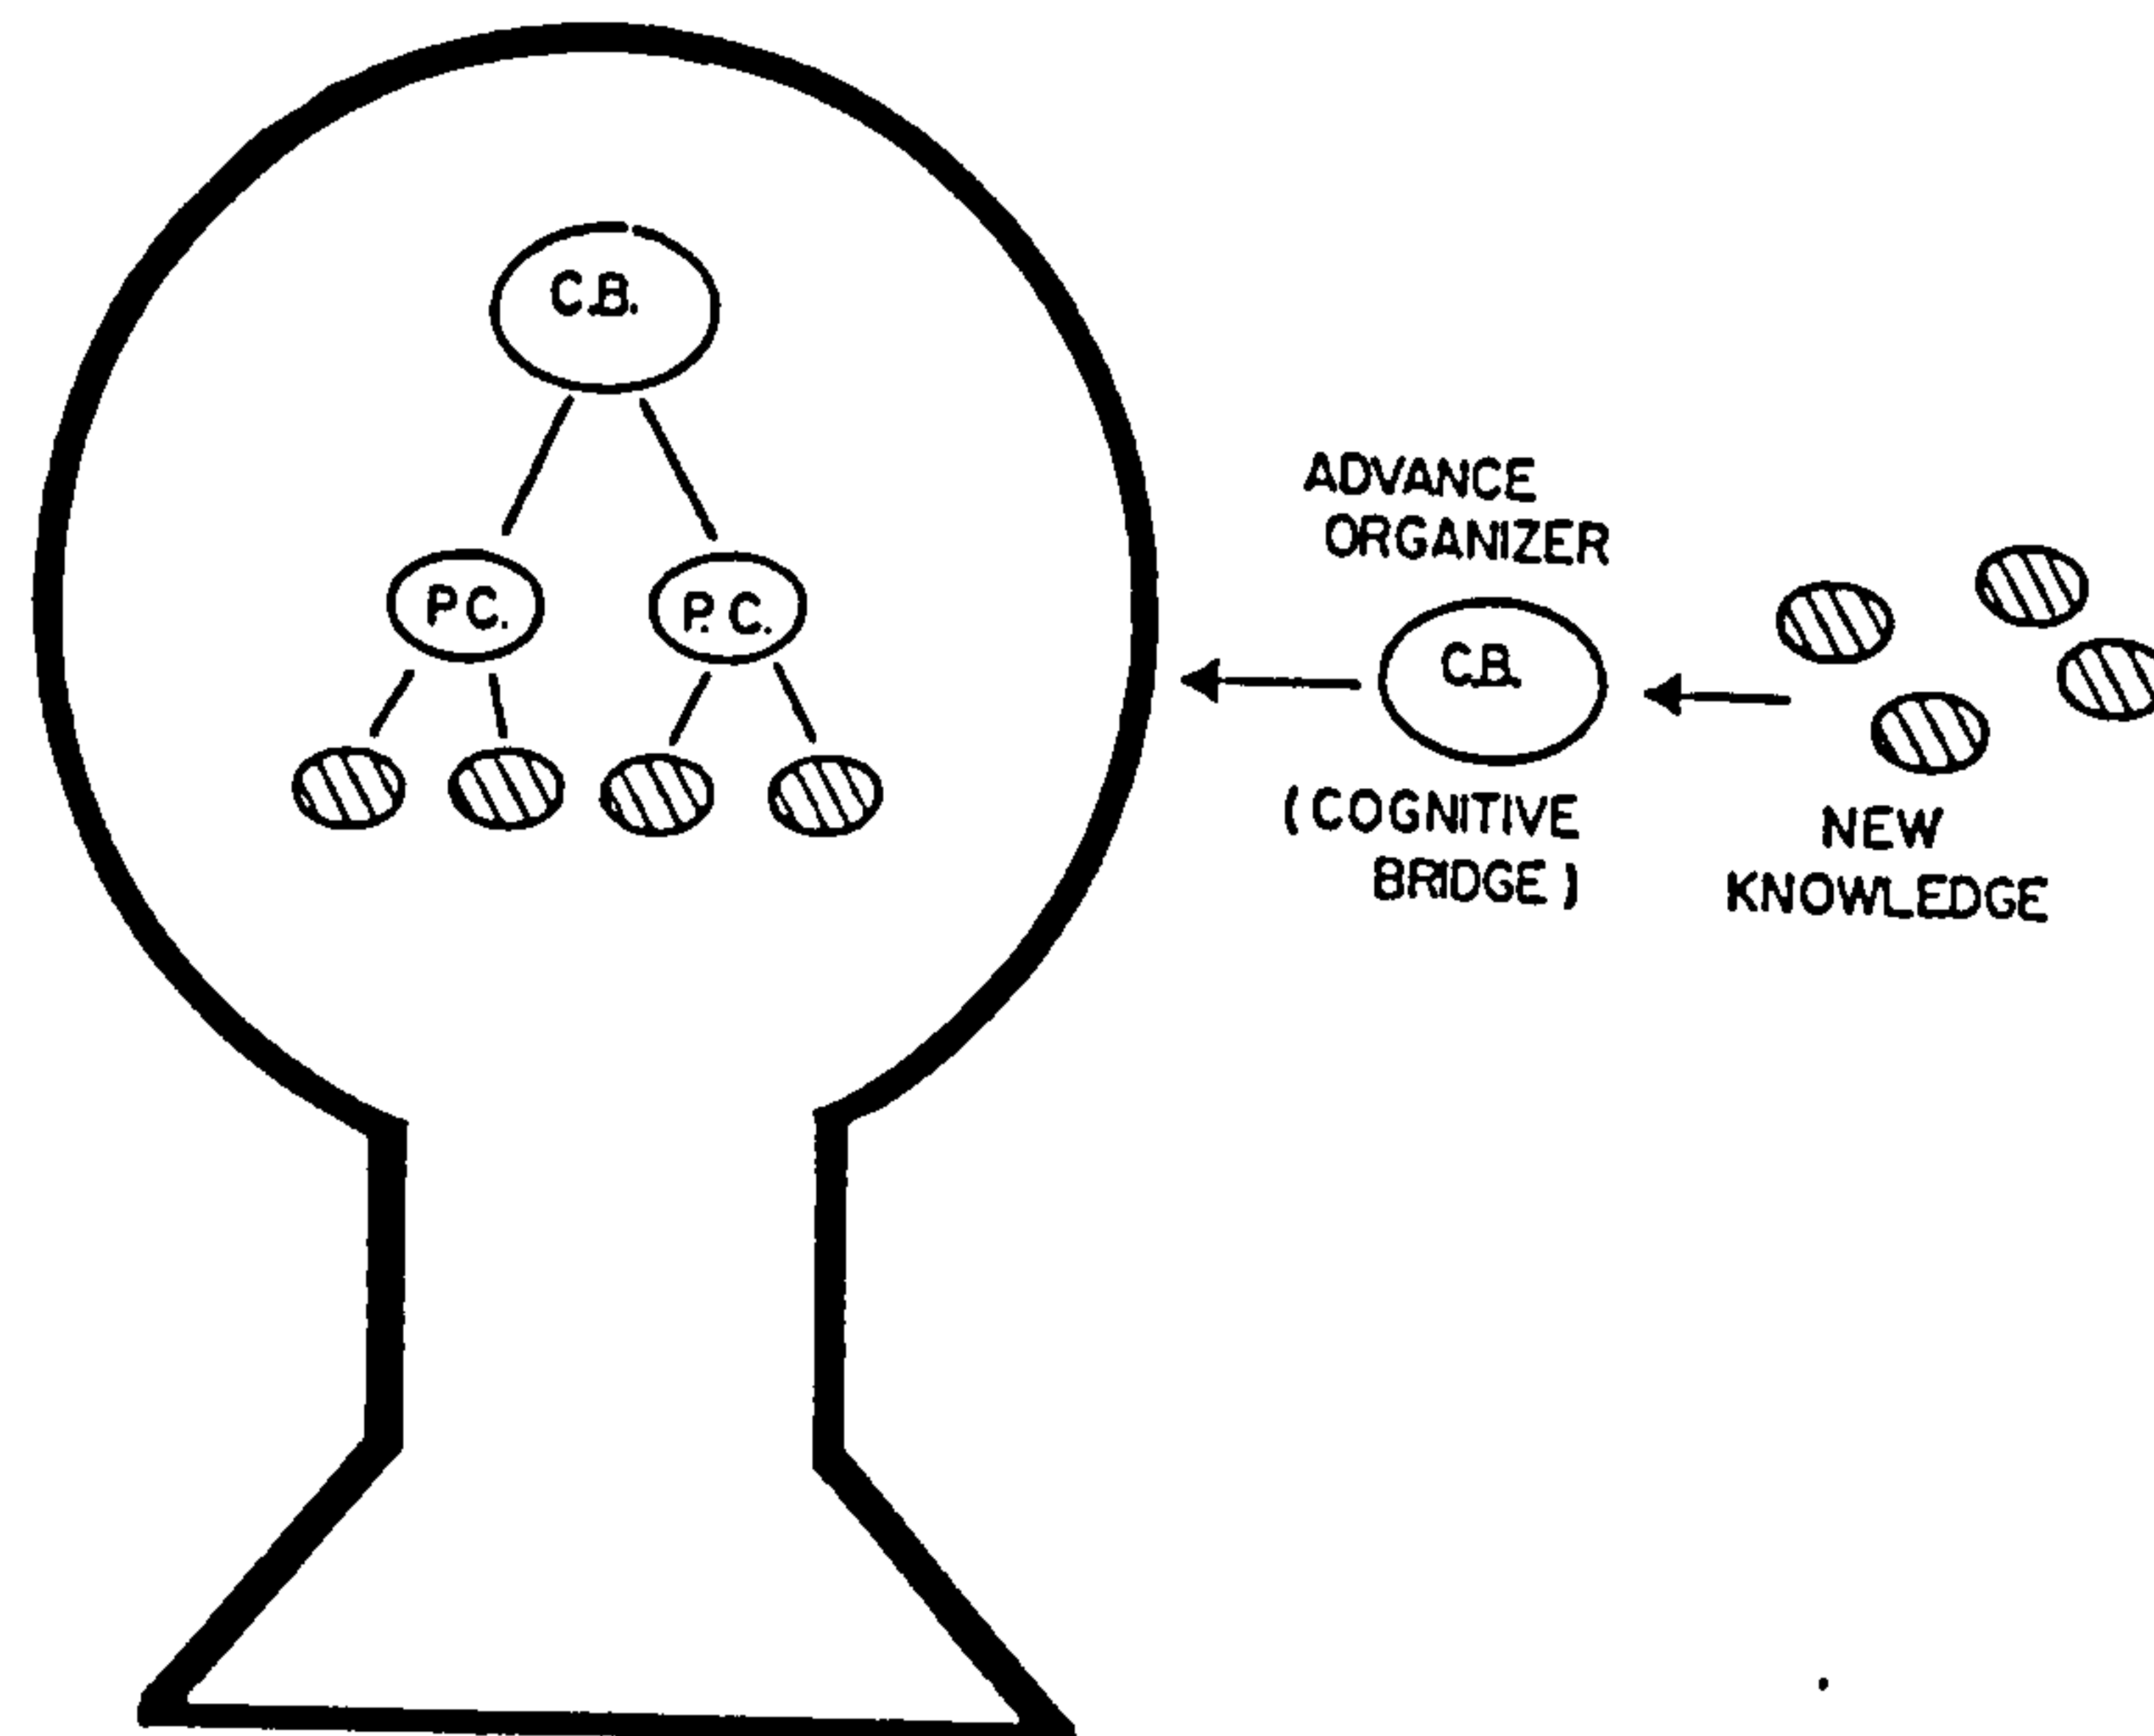 C.B.
P.C.
P.C.
ADVANCE
ORGANIZER
C.B.
(COGNITIVE
BRIDGE)
NEW
KNOWLEDGE